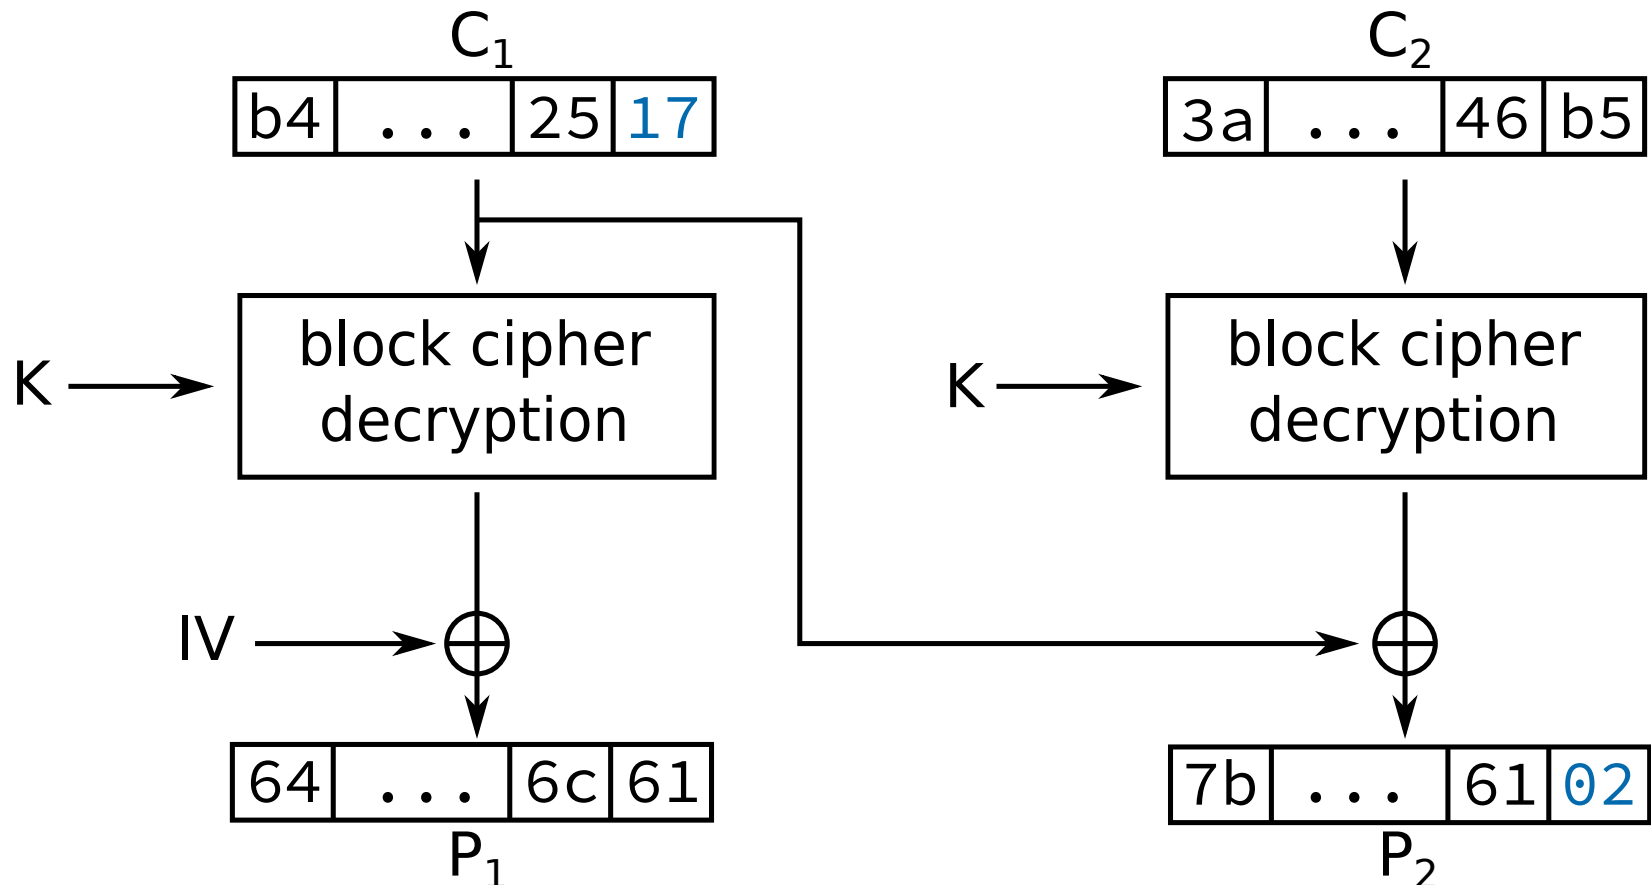 C₁
b4 ... 25 17
C₂
3a ... 46 b5
K
block cipher
decryption
K
block cipher
decryption
IV
64 ... 6c 61
P₁
7b ... 61 02
P₂